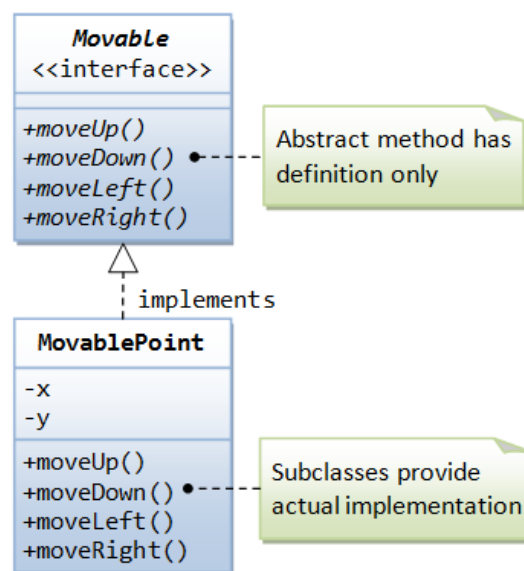 Movable
<<interface>>
+moveUp()
+moveDown()
+moveLeft()
+moveRight()
Abstract method has
definition only
implements
MovablePoint
-x
-y
+moveUp()
+moveDown()
+moveLeft()
+moveRight()
Subclasses provide
actual implementation